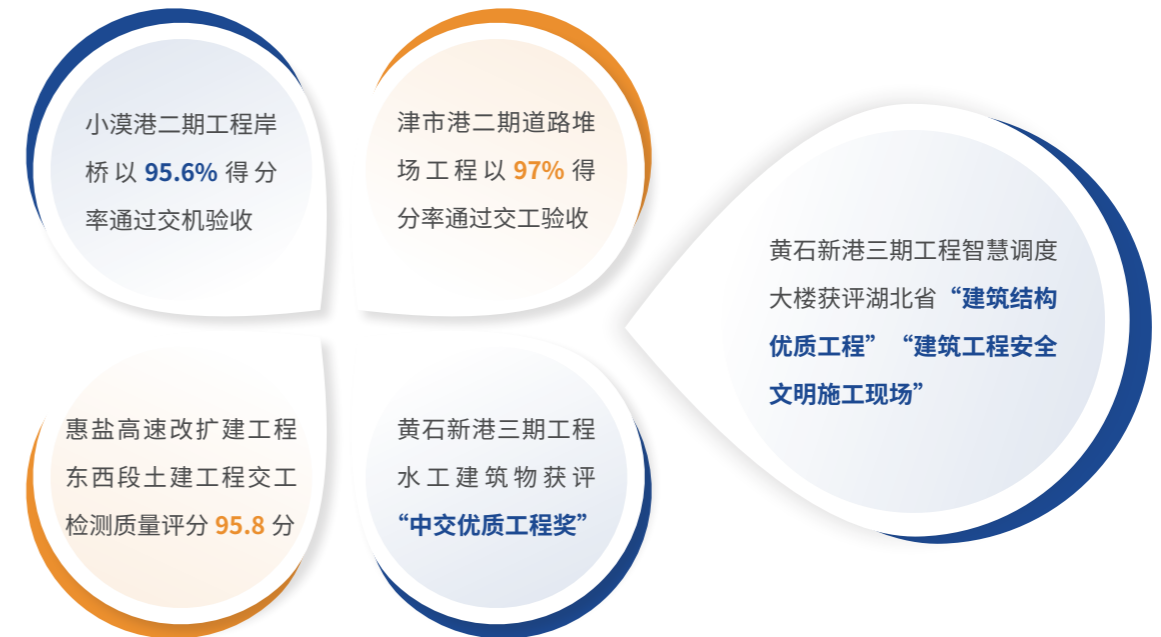 小漠港二期工程岸
桥以 95.6% 得分
率通过交机验收
津市港二期道路堆
场工程以 97% 得
分率通过交工验收
惠盐高速改扩建工程
东西段土建工程交工
检测质量评分 95.8 分
黄石新港三期工程
水工建筑物获评
“中交优质工程奖”
黄石新港三期工程智慧调度
大楼获评湖北省“建筑结构
优质工程”“建筑工程安全
文明施工现场”